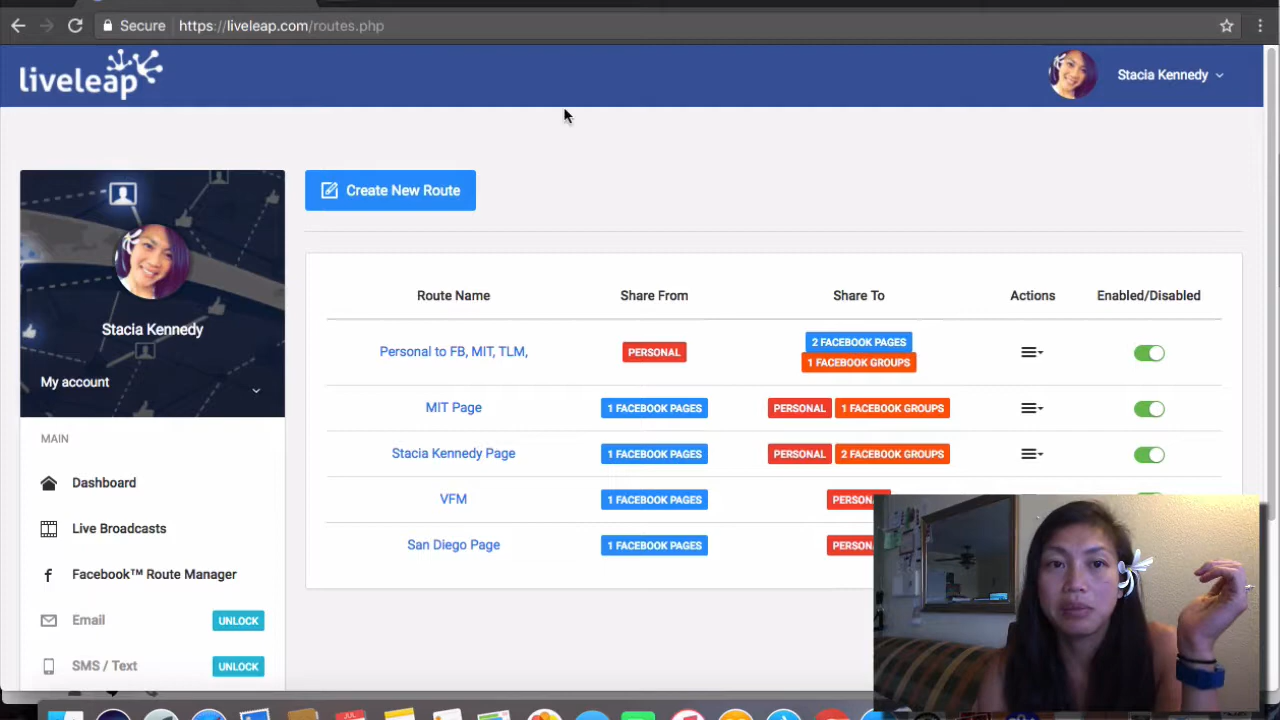 Secure https://liveleap.com/routes.php
liveleap
Stacia Kennedy
Create New Route
Stacia Kennedy
My account
MAIN
Dashboard
Live Broadcasts
Facebook™ Route Manager
Email UNLOCK
SMS / Text UNLOCK
Route Name Share From Share To Actions Enabled/Disabled
Personal to FB, MIT, TLM, PERSONAL 2 FACEBOOK PAGES
1 FACEBOOK GROUPS
MIT Page 1 FACEBOOK PAGES PERSONAL 1 FACEBOOK GROUPS
Stacia Kennedy Page 1 FACEBOOK PAGES PERSONAL 2 FACEBOOK GROUPS
VFM 1 FACEBOOK PAGES PERSON
San Diego Page 1 FACEBOOK PAGES PERSON
JUL